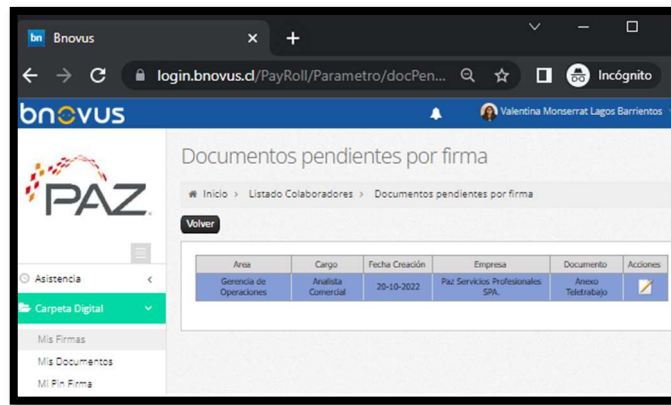 bn Bnovus
Incógnito
login.bnovus.cl/PayRoll/Parametro/docPen...
bnovus
Valentina Monserrat Lagos Barrientos
PAZ
Documentos pendientes por firma
Inicio > Listado Colaboradores > Documentos pendientes por firma
Volver
Area Cargo Fecha Creación Empresa Documento Acciones
Gerencia de Analista 20-10-2022 Paz Servicios Profesionales Anexo
Operaciones Comercial SPA. Teletrabajo
Asistencia
Carpeta Digital
Mis Firmas
Mis Documentos
Mi Pin Firma